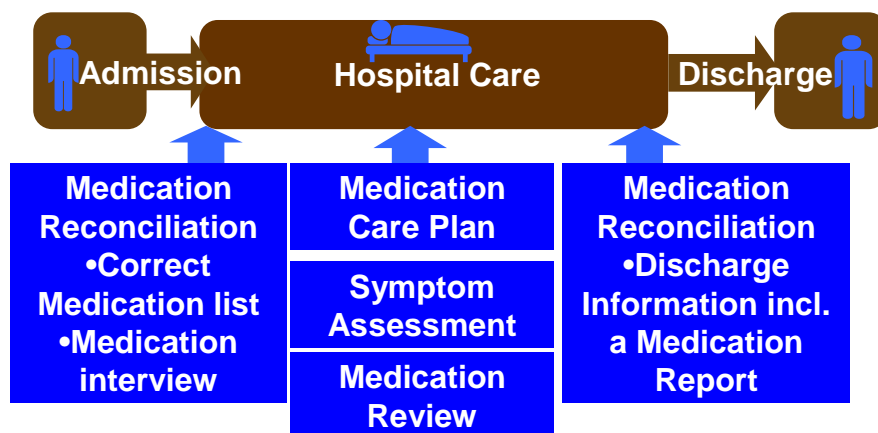 Admission
Hospital Care
Discharge
Medication
Reconciliation
•Correct
Medication list
•Medication
interview
Medication
Care Plan
Symptom
Assessment
Medication
Review
Medication
Reconciliation
•Discharge
Information incl.
a Medication
Report